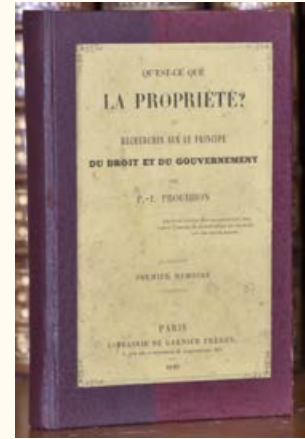 QU'EST-CE QUE
LA PROPRIÉTÉ?
RECHERCHES SUR LE PRINCIPE
DU DROIT ET DU GOUVERNEMENT
PAR
P.-J. PROUDHON
PREMIER MÉMOIRE
PARIS
LIBRAIRIE DE GARNIER FRÈRES,